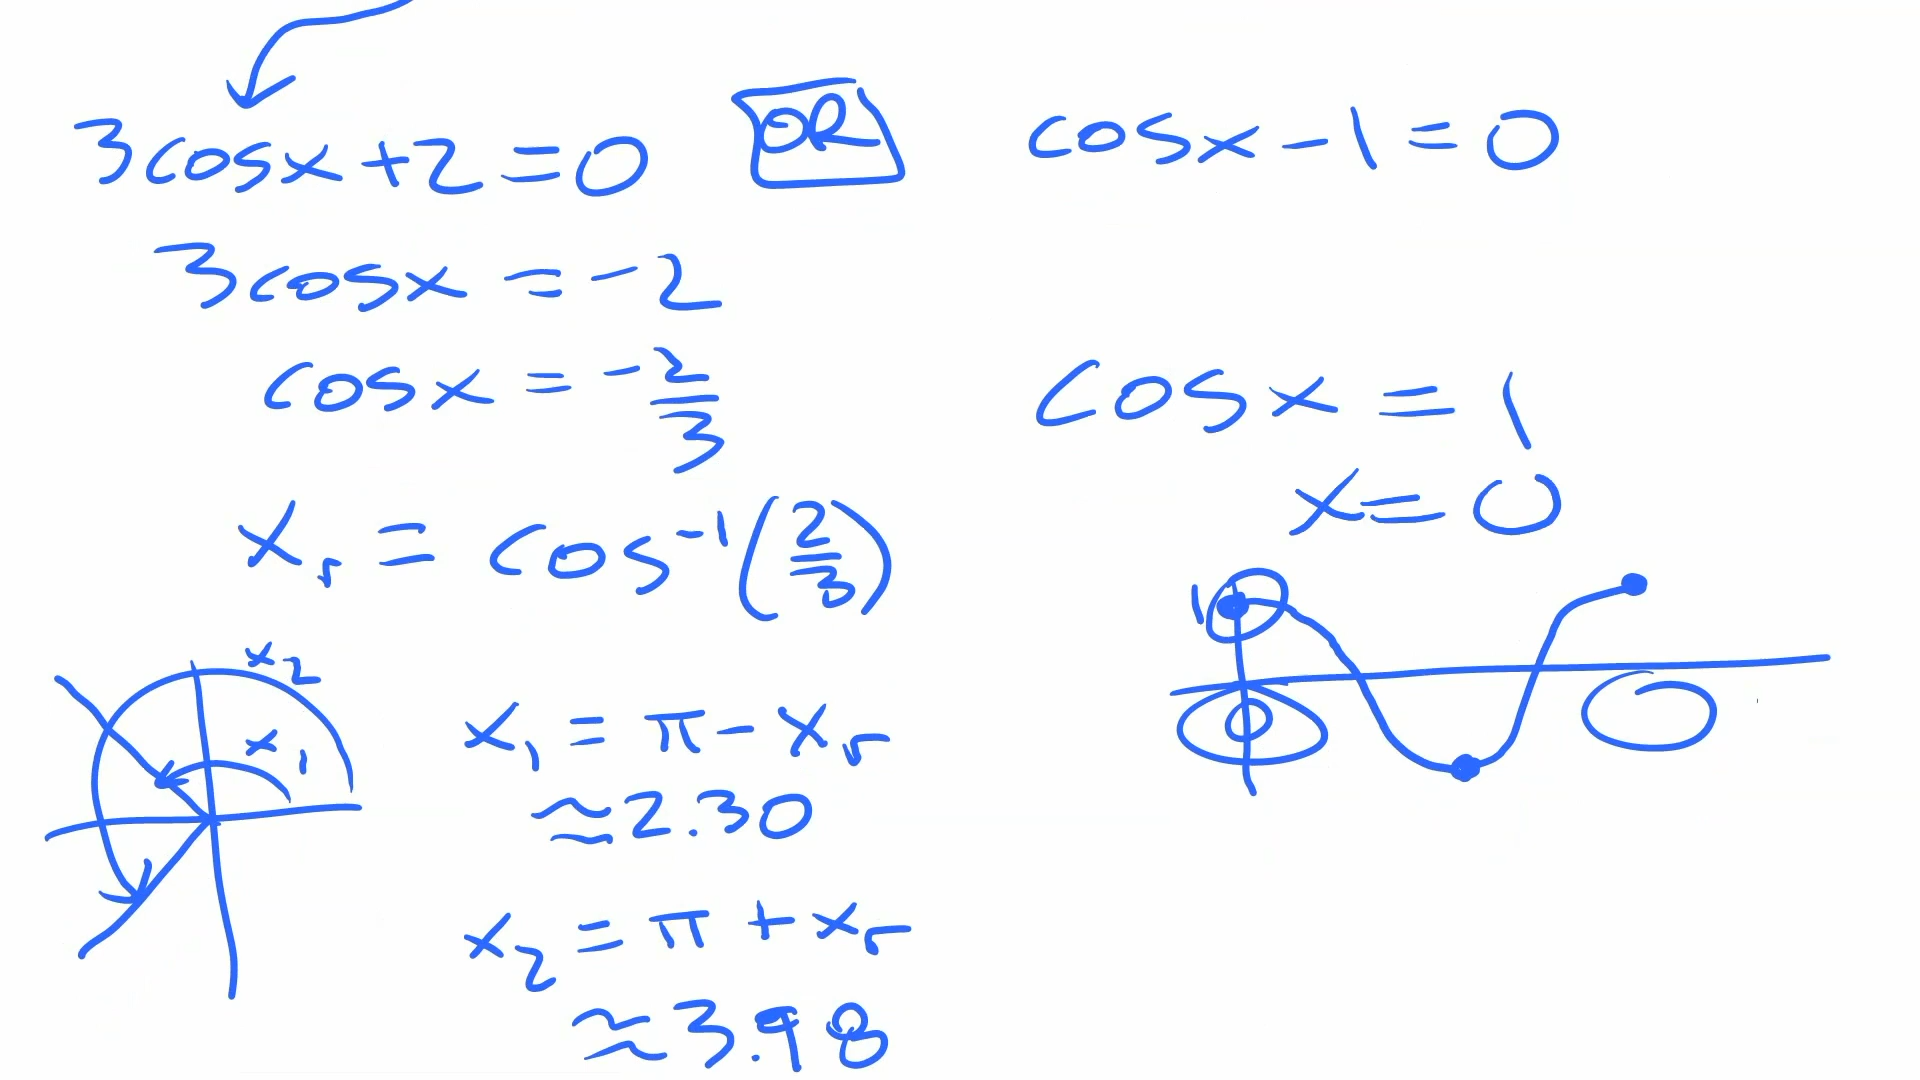 3cosx + 2 = 0
OR
cosx - 1 = 0
3cosx = -2
cosx = -2/3
xᵣ = cos⁻¹(2/3)
x₁ = π - xᵣ
≈ 2.30
x₂ = π + xᵣ
≈ 3.98
x₂
x₁
cosx = 1
x = 0
1
0